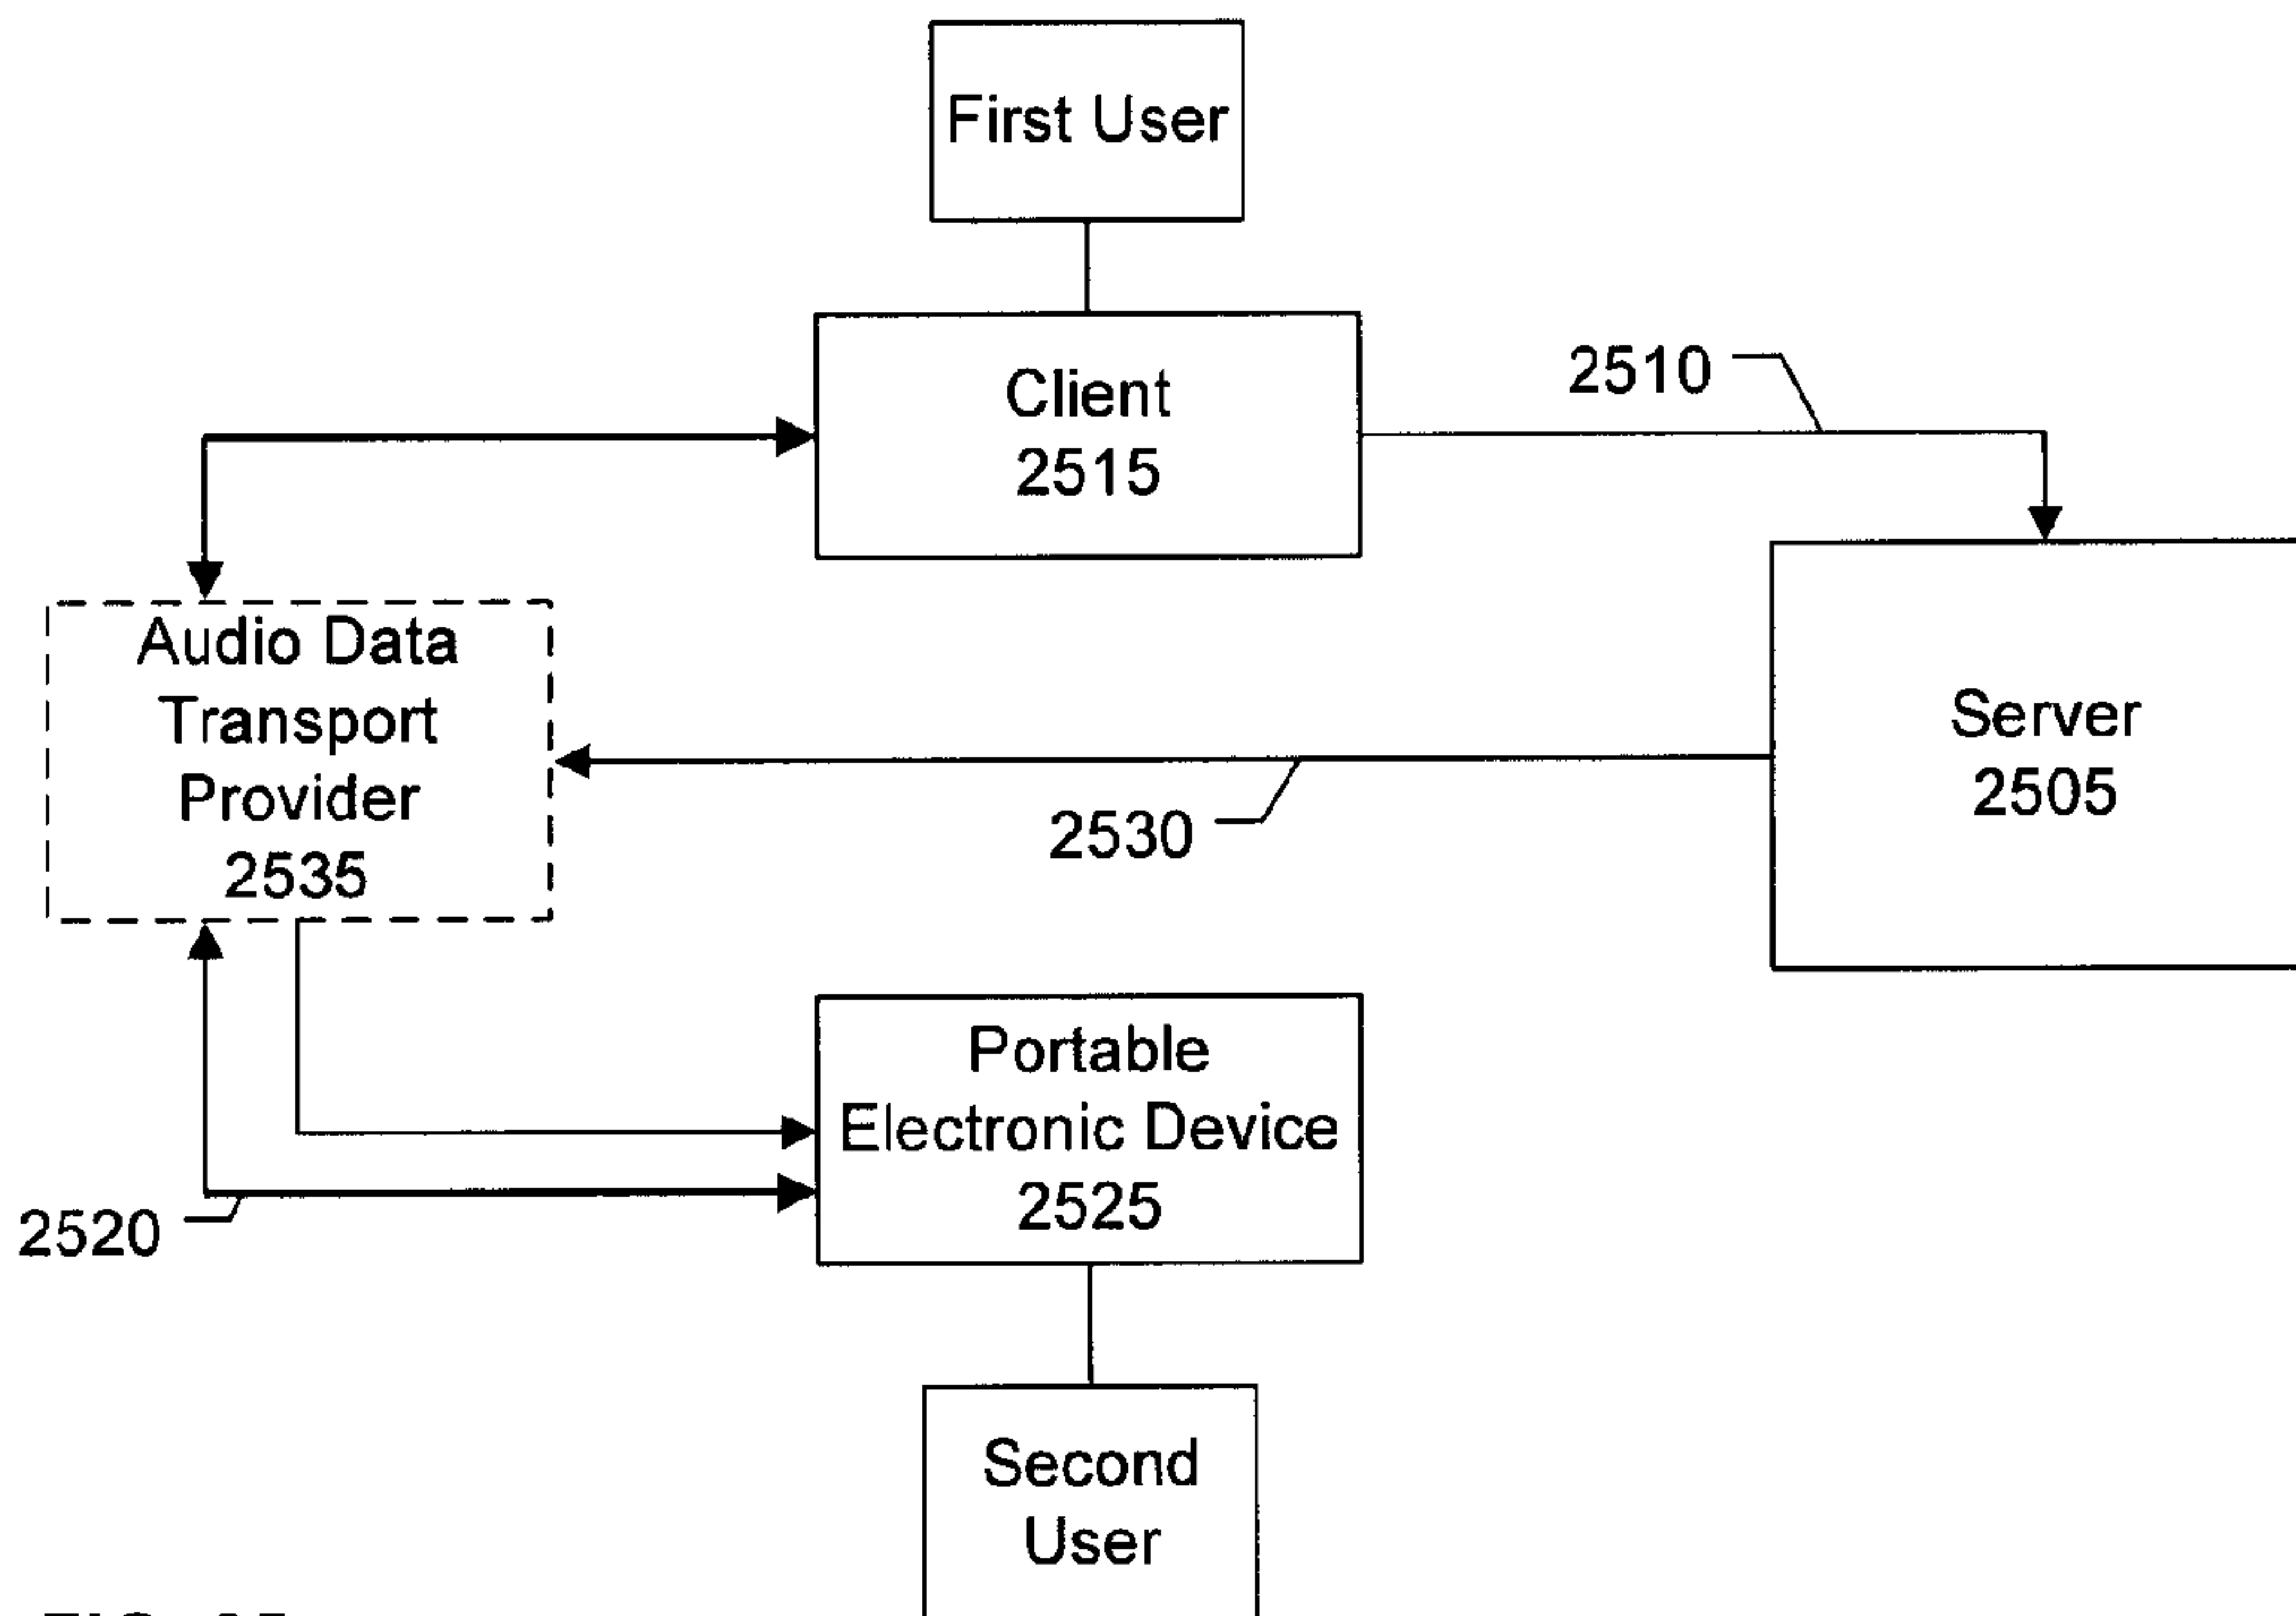 First User
Client
2515
2510
Audio Data
Transport
Provider
2535
Server
2505
2530
Portable
Electronic Device
2525
2520
Second
User